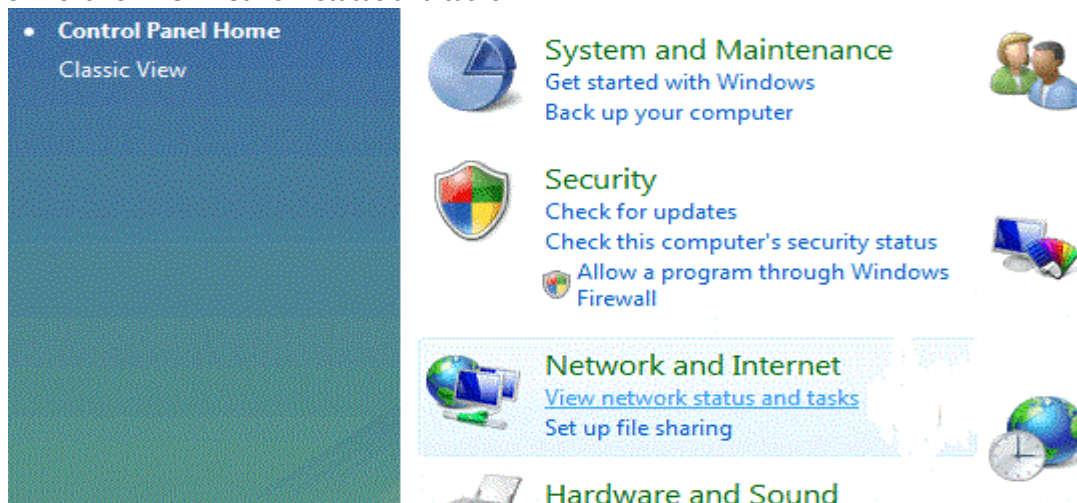 Control Panel Home
Classic View
System and Maintenance
Get started with Windows
Back up your computer
Security
Check for updates
Check this computer's security status
Allow a program through Windows
Firewall
Network and Internet
View network status and tasks
Set up file sharing
Hardware and Sound